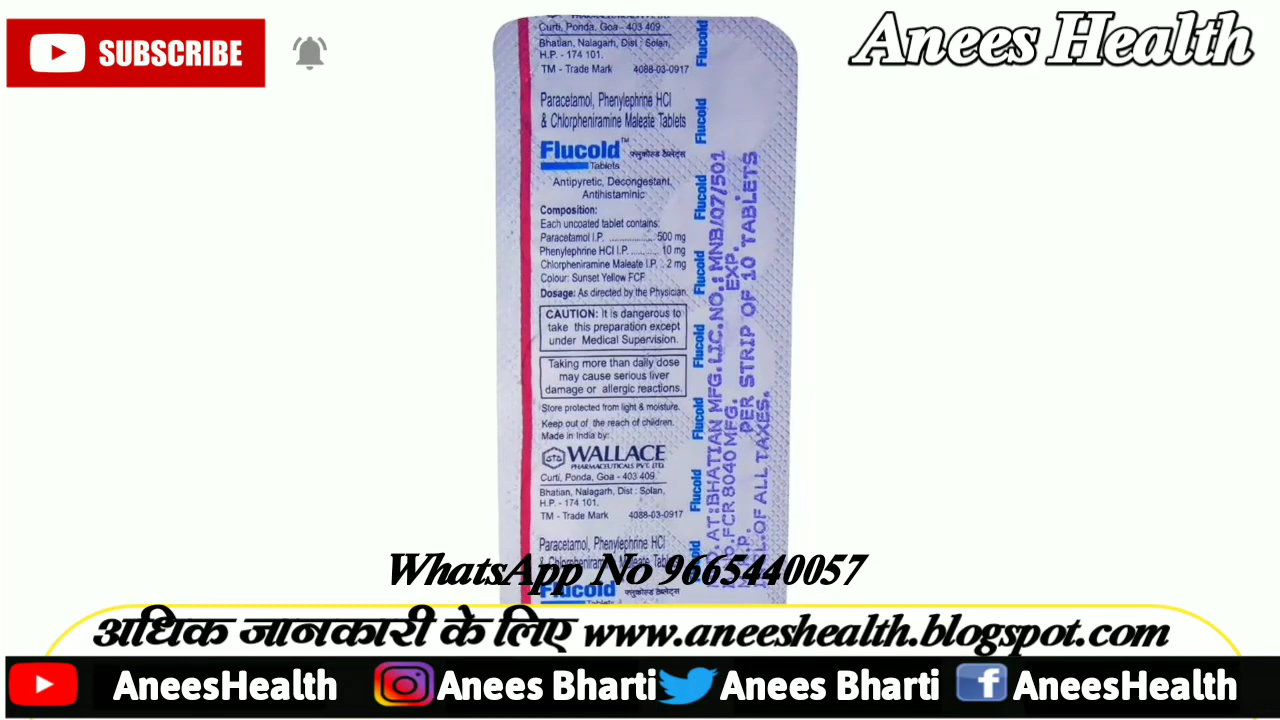 SUBSCRIBE
Anees Health
Curti, Ponda, Goa - 403 409
Bhatian, Nalagarh, Dist : Solan,
H.P. - 174 101.
TM - Trade Mark 4088-03-0917
Paracetamol, Phenylephrine HCl
& Chlorpheniramine Maleate Tablets
Flucold™ फ्लुकोल्ड टॅब्लेट्स
Tablets
Antipyretic, Decongestant,
Antihistaminic
Composition:
Each uncoated tablet contains:
Paracetamol I.P. .................. 500 mg
Phenylephrine HCl I.P. .......... 10 mg
Chlorpheniramine Maleate I.P. .. 2 mg
Colour: Sunset Yellow FCF
Dosage: As directed by the Physician.
CAUTION: It is dangerous to
take this preparation except
under Medical Supervision.
Taking more than daily dose
may cause serious liver
damage or allergic reactions.
Store protected from light & moisture.
Keep out of the reach of children.
Made in India by:
WALLACE
PHARMACEUTICALS PVT. LTD.
Curti, Ponda, Goa - 403 409
Bhatian, Nalagarh, Dist : Solan,
H.P. - 174 101.
TM - Trade Mark 4088-03-0917
Paracetamol, Phenylephrine HCl
& Chlorpheniramine Maleate
Flucold फ्लुकोल्ड टॅब्लेट्स
Tablets
Flucold
Flucold
Flucold
Flucold
Flucold
Flucold
Flucold
AT:BHATIAN MFG.LIC.NO.: MNB/07/501
FCR 8040 MFG. EXP.
PER STRIP OF 10 TABLETS
OF ALL TAXES.
WhatsApp No 9665440057
अधिक जानकारी के लिए www.aneeshealth.blogspot.com
AneesHealth Anees Bharti Anees Bharti AneesHealth